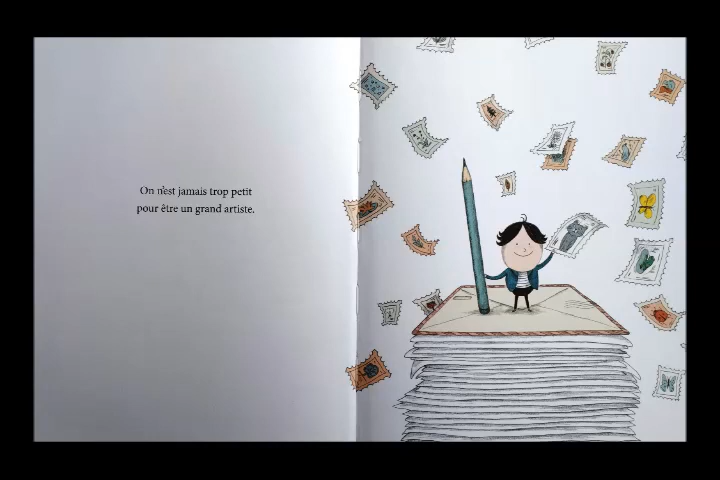 On n'est jamais trop petit
pour être un grand artiste.